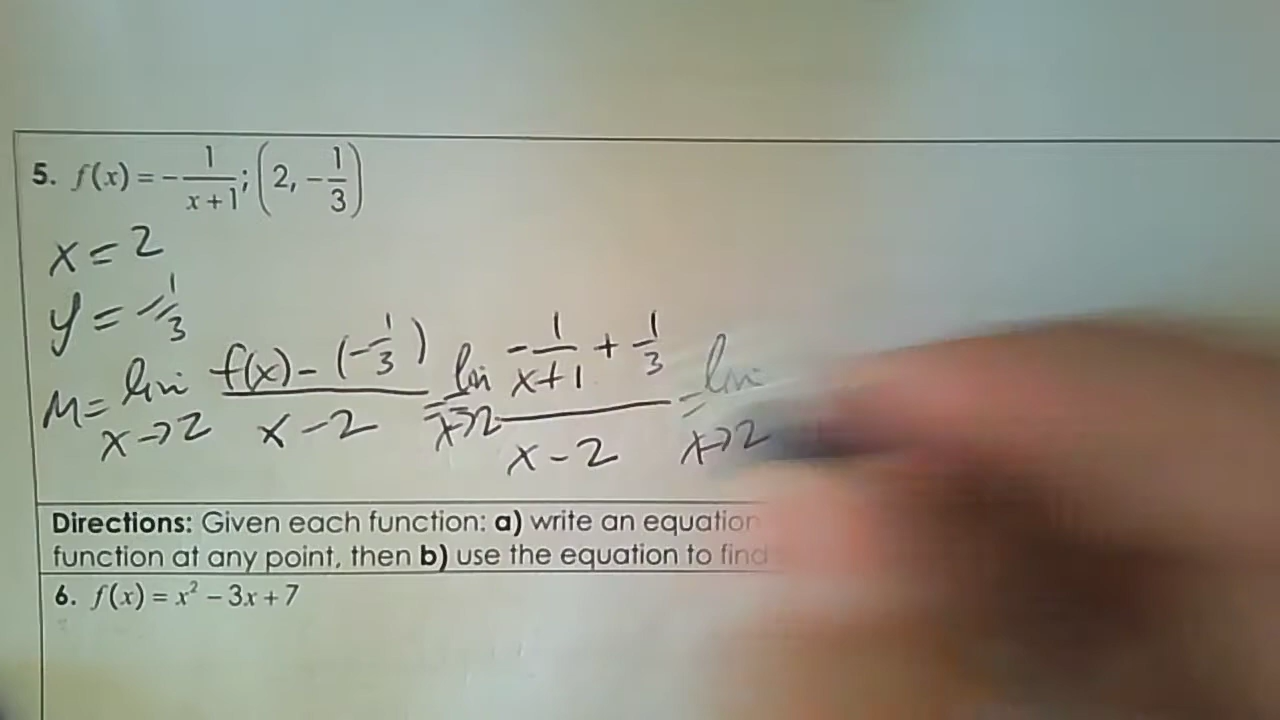 5. f(x) = -1/(x+1); (2, -1/3)
x = 2
y = -1/3
M = lim x→2 (f(x) - (-1/3))/(x - 2) = lim x→2 (-1/(x+1) + 1/3)/(x - 2) = lim x→2
Directions: Given each function: a) write an equation
function at any point, then b) use the equation to find
6. f(x) = x² - 3x + 7